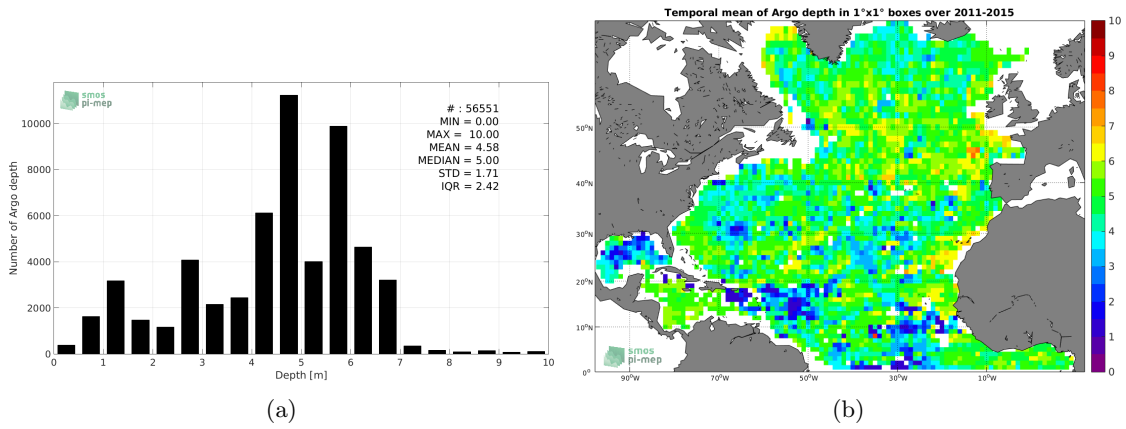 smos
pi-mep
# : 56551
MIN = 0.00
MAX = 10.00
MEAN = 4.58
MEDIAN = 5.00
STD = 1.71
IQR = 2.42
Number of Argo depth
10000
8000
6000
4000
2000
0
0 1 2 3 4 5 6 7 8 9 10
Depth [m]
(a)
Temporal mean of Argo depth in 1°x1° boxes over 2011-2015
50°N
40°N
30°N
20°N
10°N
0°
90°W 70°W 50°W 30°W 10°W
smos
pi-mep
10
9
8
7
6
5
4
3
2
1
0
(b)